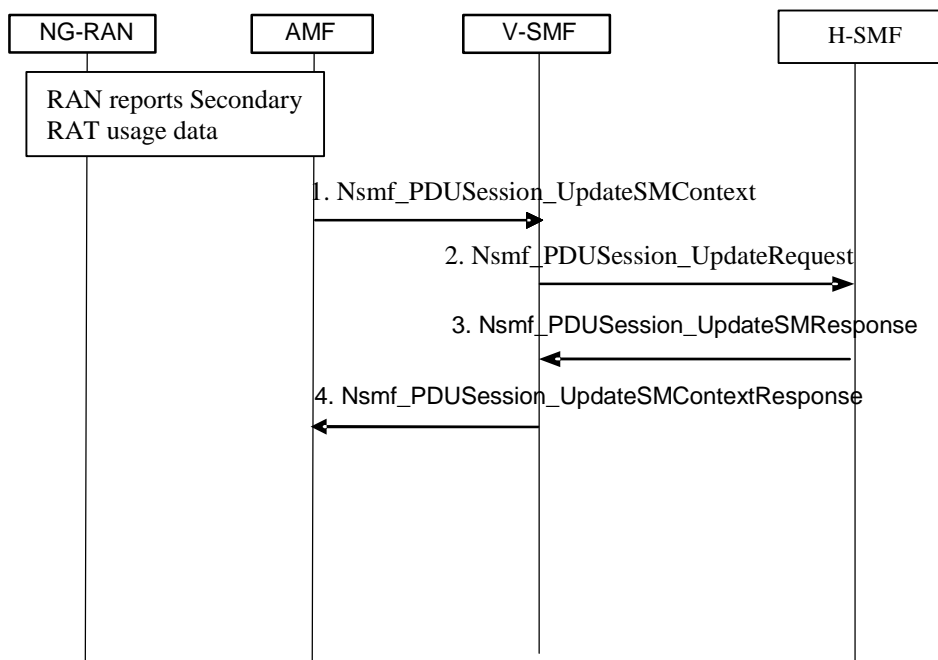 NG-RAN
AMF
V-SMF
H-SMF
RAN reports Secondary
RAT usage data
1. Nsmf_PDUSession_UpdateSMContext
2. Nsmf_PDUSession_UpdateRequest
3. Nsmf_PDUSession_UpdateSMResponse
4. Nsmf_PDUSession_UpdateSMContextResponse